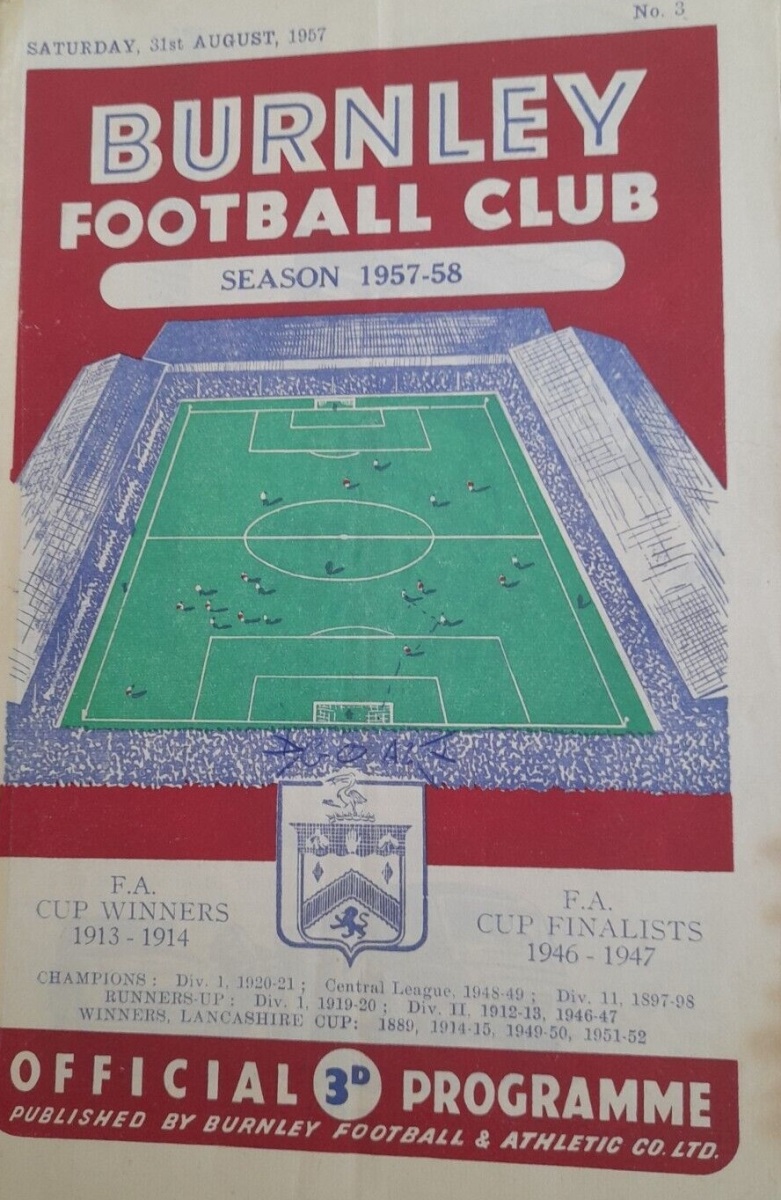 No. 3
SATURDAY, 31st AUGUST, 1957
BURNLEY
FOOTBALL CLUB
SEASON 1957-58
F.A.
CUP WINNERS
1913 - 1914
F.A.
CUP FINALISTS
1946 - 1947
CHAMPIONS : Div. 1, 1920-21 ; Central League, 1948-49 ; Div. 11, 1897-98
RUNNERS-UP : Div. 1, 1919-20 ; Div. II, 1912-13, 1946-47
WINNERS, LANCASHIRE CUP: 1889, 1914-15, 1949-50, 1951-52
OFFICIAL 3D PROGRAMME
PUBLISHED BY BURNLEY FOOTBALL & ATHLETIC CO. LTD.